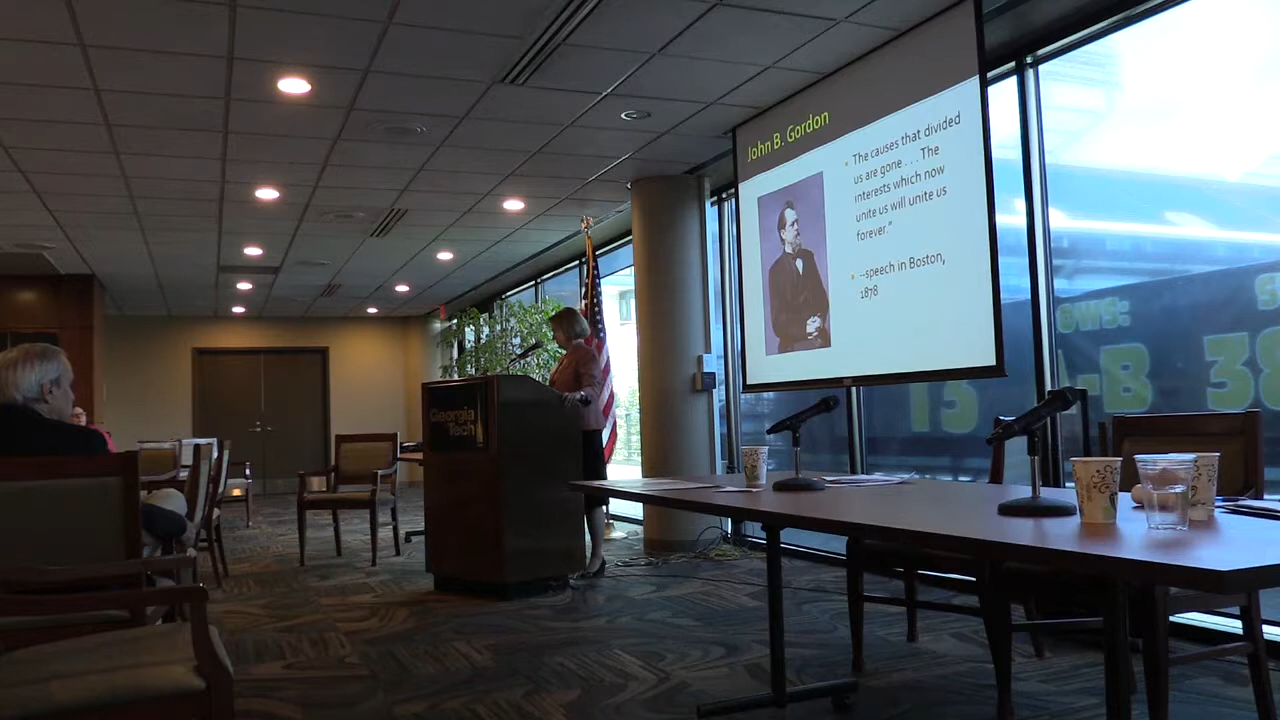 John B. Gordon
The causes that divided
us are gone . . . The
interests which now
unite us will unite us
forever."
--speech in Boston,
1878
Georgia
Tech
OWS:
S
13
A-B
38